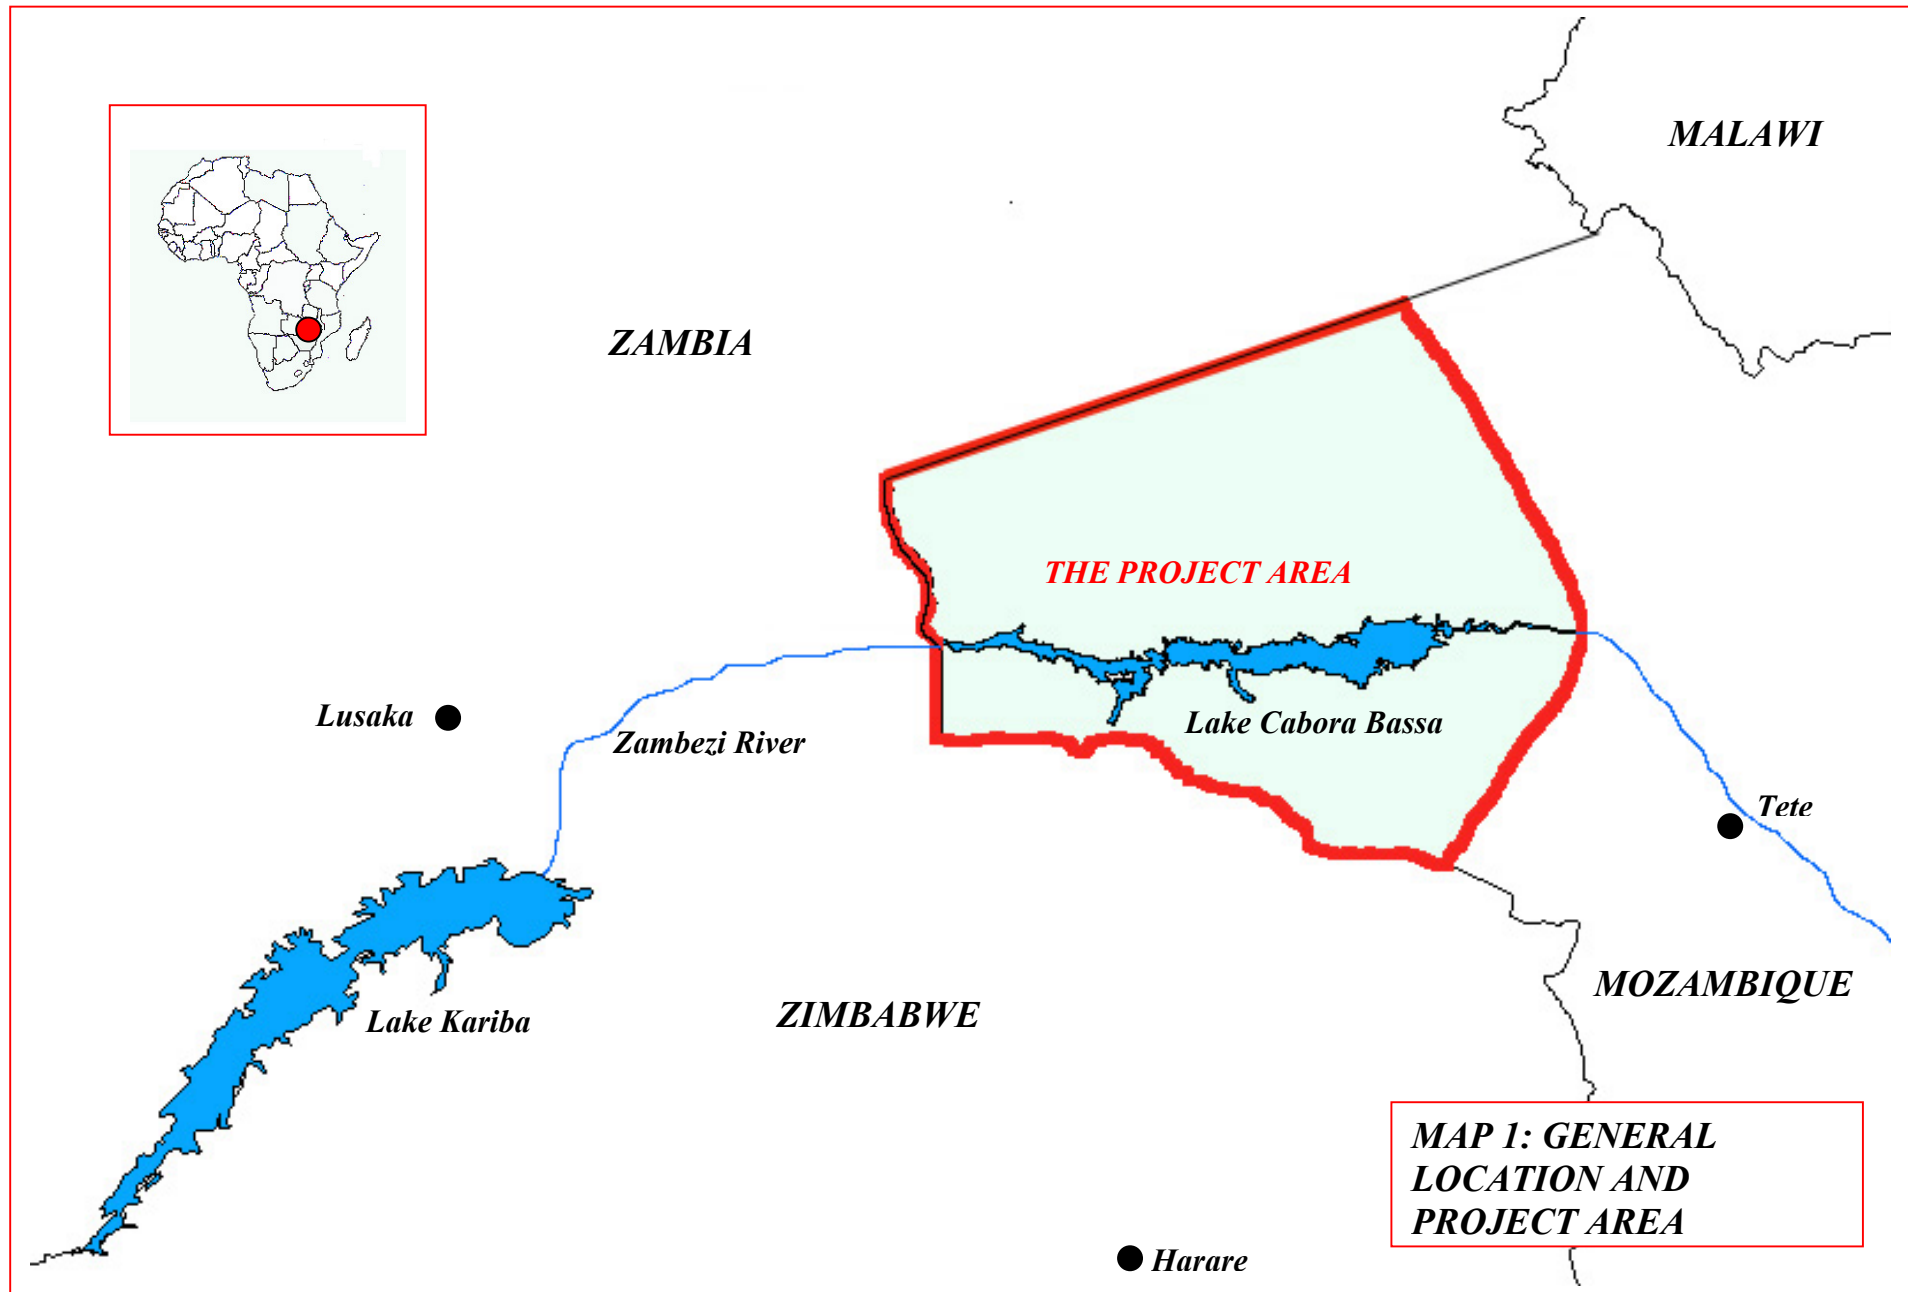 MALAWI
ZAMBIA
THE PROJECT AREA
Lusaka
Zambezi River
Lake Cabora Bassa
Tete
MOZAMBIQUE
Lake Kariba
ZIMBABWE
MAP 1: GENERAL
LOCATION AND
PROJECT AREA
Harare